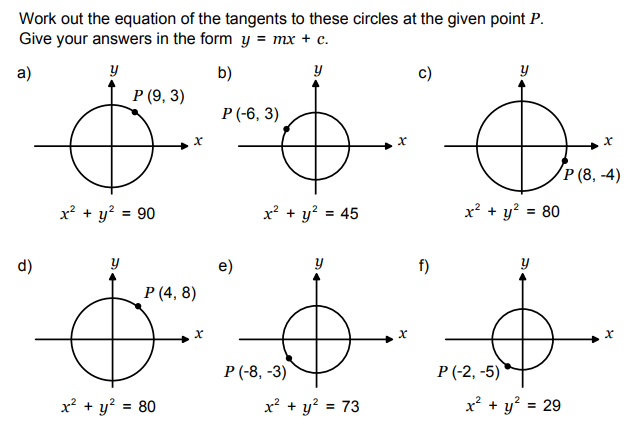 Work out the equation of the tangents to these circles at the given point P.
Give your answers in the form y = mx + c.
a) y P (9, 3) x
x² + y² = 90
b) y P (-6, 3) x
x² + y² = 45
c) y x P (8, -4)
x² + y² = 80
d) y P (4, 8) x
x² + y² = 80
e) y x P (-8, -3)
x² + y² = 73
f) y x P (-2, -5)
x² + y² = 29